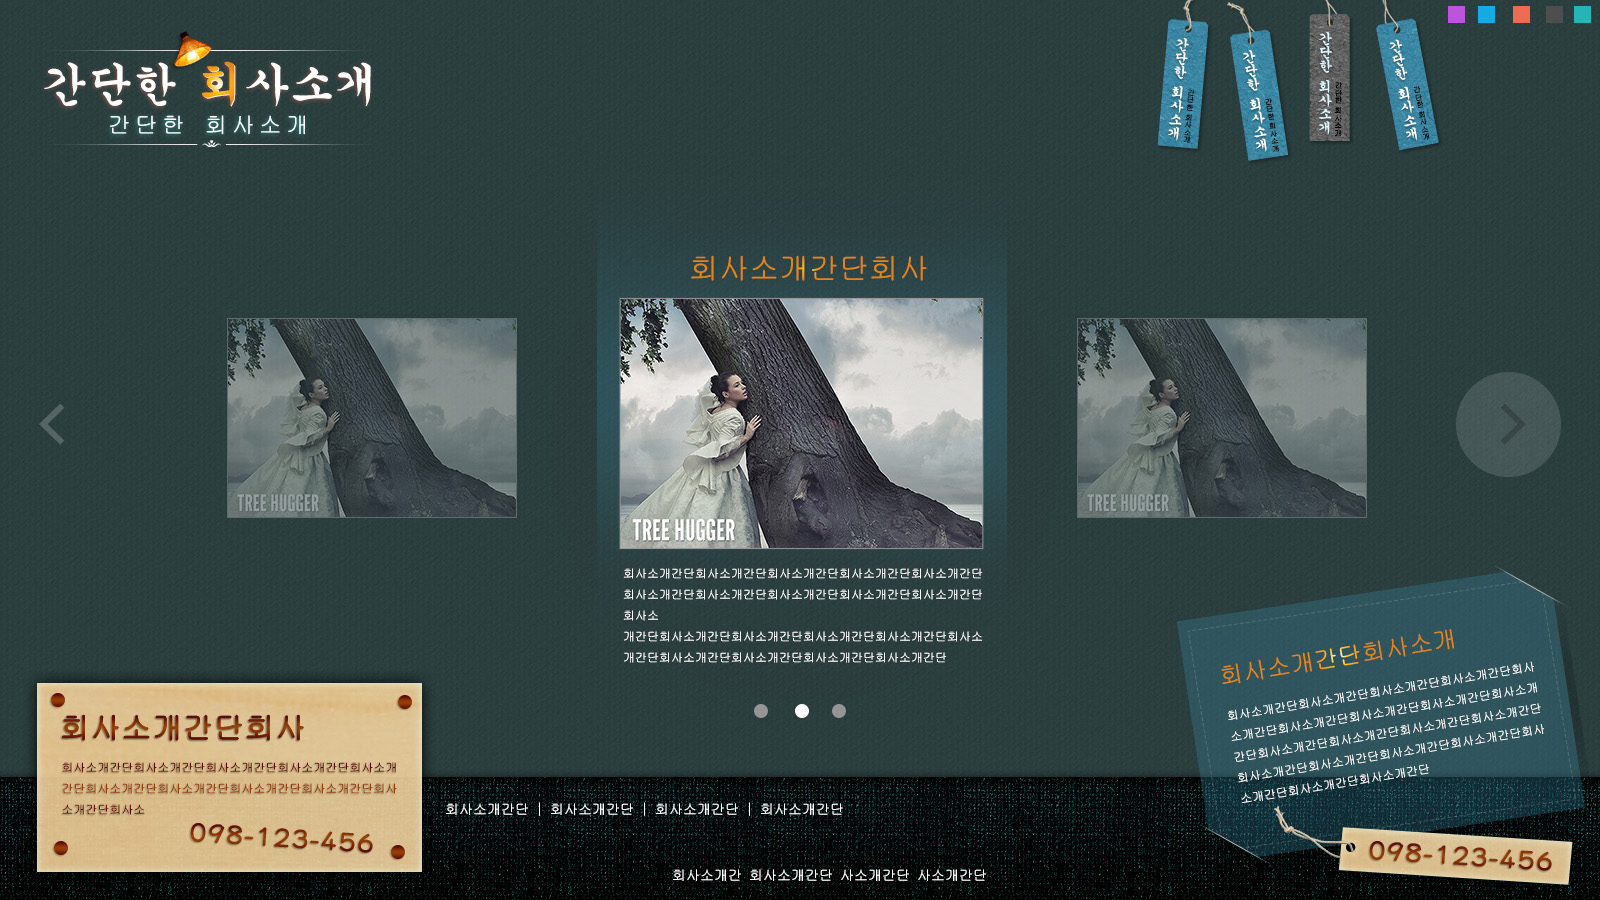 간단한 회사소개
간단한 회사소개
간단한 회사소개
간단한 회사소개
간단한 회사소개
간단한 회사소개
간단한 회사소개
간단한 회사소개
간단한 회사소개
간단한 회사소개
회사소개간단회사
TREE HUGGER
TREE HUGGER
TREE HUGGER
회사소개간단회사소개간단회사소개간단회사소개간단회사소개간단
회사소개간단회사소개간단회사소개간단회사소개간단회사소개간단
회사소
개간단회사소개간단회사소개간단회사소개간단회사소개간단회사소
개간단회사소개간단회사소개간단회사소개간단회사소개간단
회사소개간단회사소개
회사소개간단회사소개간단회사소개간단회사소개간단회사
소개간단회사소개간단회사소개간단회사소개간단회사소개
간단회사소개간단회사소개간단회사소개간단회사소개간단
회사소개간단회사소개간단회사소개간단회사소개간단회사
소개간단회사소개간단회사소개간단
098-123-456
회사소개간단회사
회사소개간단회사소개간단회사소개간단회사소개간단회사소개
간단회사소개간단회사소개간단회사소개간단회사소개간단회사
소개간단회사소
098-123-456
회사소개간단 | 회사소개간단 | 회사소개간단 | 회사소개간단
회사소개간 회사소개간단 사소개간단 사소개간단